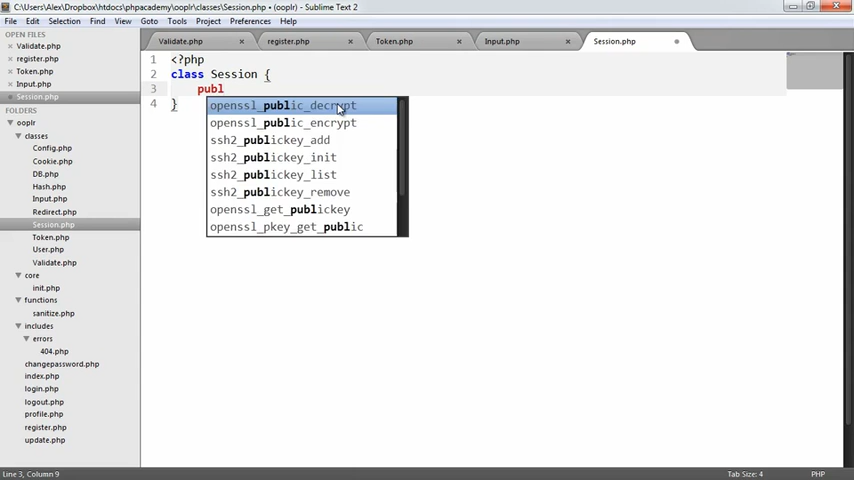 C:\Users\Alex\Dropbox\htdocs\phpacademy\ooplr\classes\Session.php • (ooplr) - Sublime Text 2
File Edit Selection Find View Goto Tools Project Preferences Help
OPEN FILES
Validate.php
register.php
Token.php
Input.php
Session.php
FOLDERS
ooplr
classes
Config.php
Cookie.php
DB.php
Hash.php
Input.php
Redirect.php
Session.php
Token.php
User.php
Validate.php
core
init.php
functions
sanitize.php
includes
errors
404.php
changepassword.php
index.php
login.php
logout.php
profile.php
register.php
update.php
Validate.php register.php Token.php Input.php Session.php
1 <?php
2 class Session {
3 publ
4 }
openssl_public_decrypt
openssl_public_encrypt
ssh2_publickey_add
ssh2_publickey_init
ssh2_publickey_list
ssh2_publickey_remove
openssl_get_publickey
openssl_pkey_get_public
Line 3, Column 9 Tab Size: 4 PHP